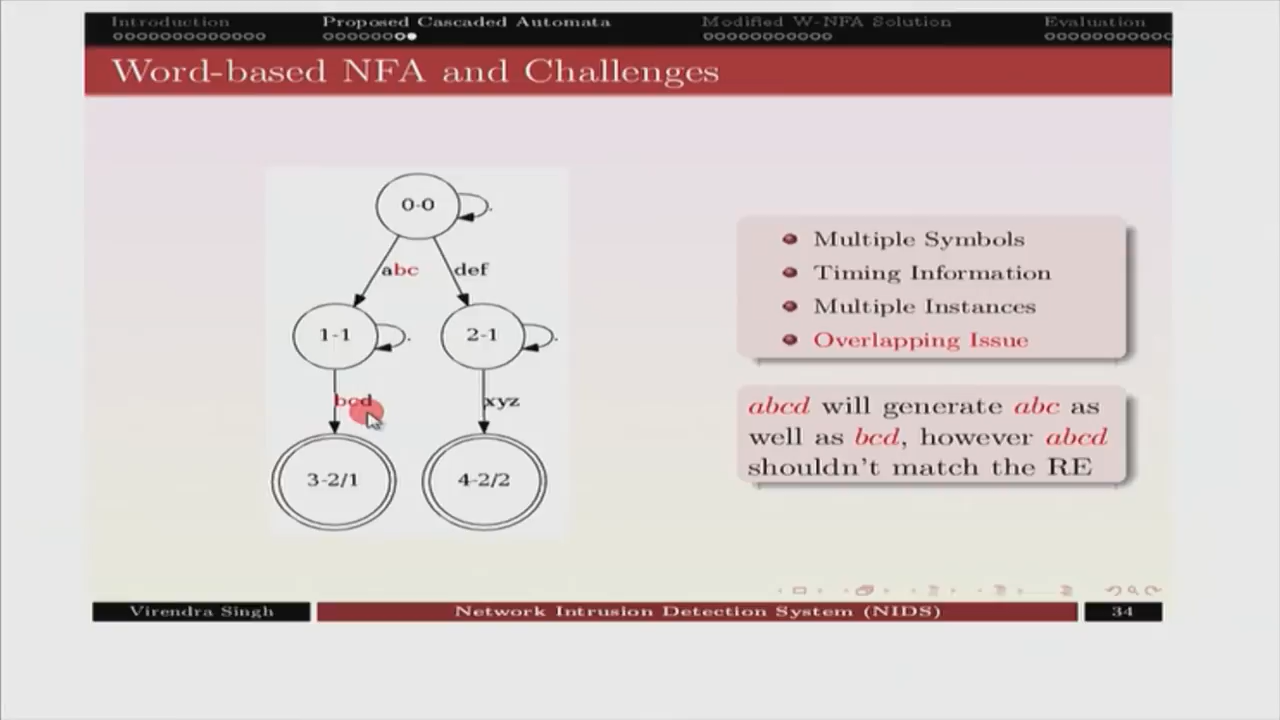 Introduction Proposed Cascaded Automata Modified W-NFA Solution Evaluation
Word-based NFA and Challenges
0-0
.
abc def
1-1
.
2-1
.
bcd xyz
3-2/1 4-2/2
Multiple Symbols
Timing Information
Multiple Instances
Overlapping Issue
abcd will generate abc as
well as bcd, however abcd
shouldn't match the RE
Virendra Singh Network Intrusion Detection System (NIDS) 34